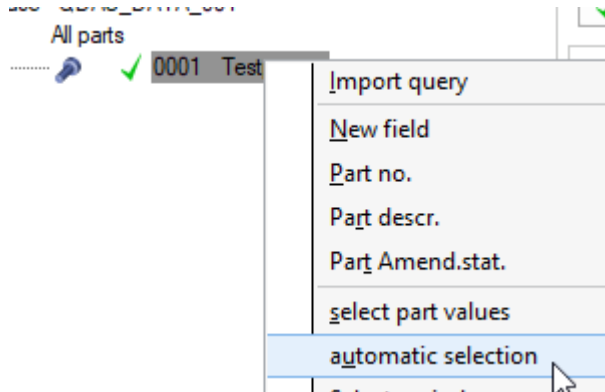 All parts
0001 Test
Import query
New field
Part no.
Part descr.
Part Amend.stat.
select part values
automatic selection